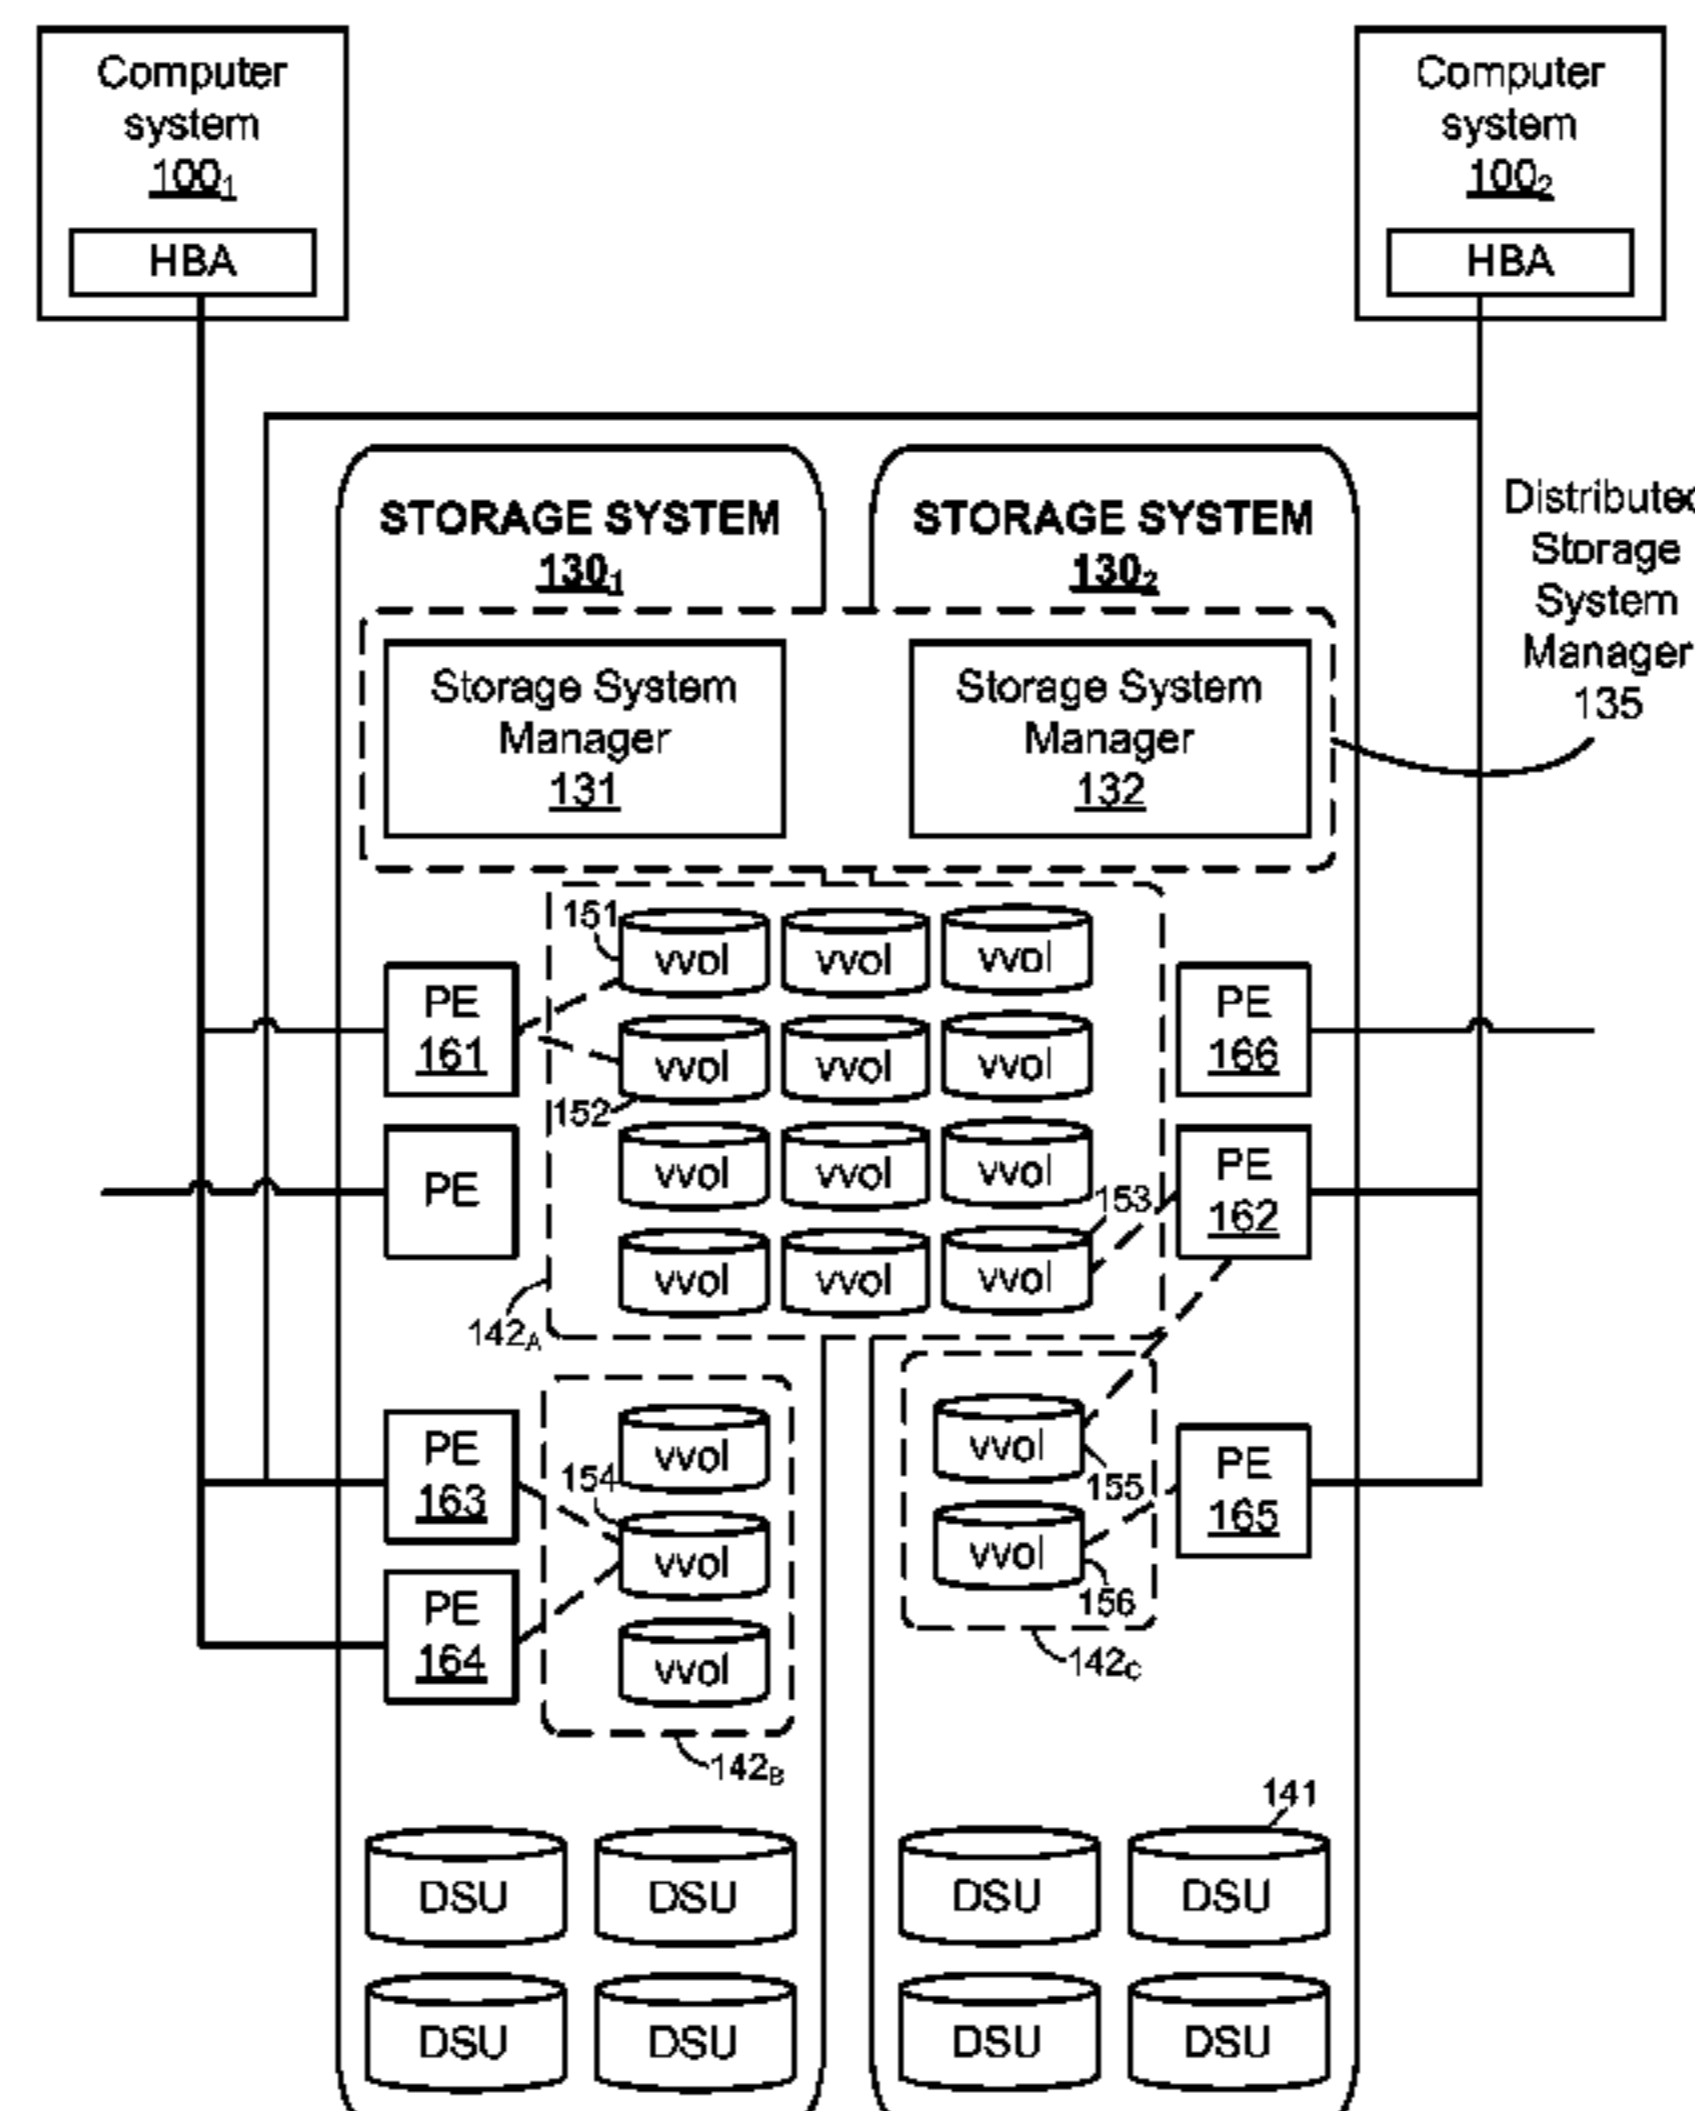 Computer
system
100₁
HBA
Computer
system
100₂
HBA
STORAGE SYSTEM
130₁
STORAGE SYSTEM
130₂
Distributed
Storage
System
Manager
135
Storage System
Manager
131
Storage System
Manager
132
151
vvol vvol vvol
PE
161
PE
166
vvol vvol vvol
152
PE
vvol vvol vvol
153
PE
162
vvol vvol vvol
142A
PE
163
154
vvol
vvol
vvol
PE
164
142B
vvol
155
vvol
156
PE
165
142C
141
DSU DSU DSU DSU
DSU DSU DSU DSU